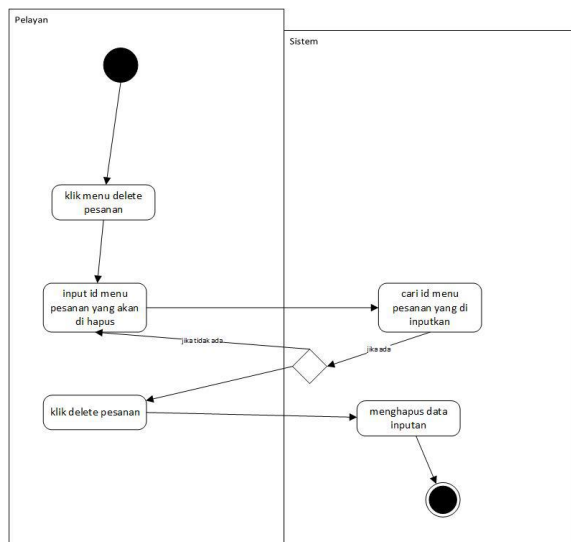 Pelayan
Sistem
klik menu delete
pesanan
input id menu
pesanan yang akan
di hapus
cari id menu
pesanan yang di
inputkan
jika tidak ada
jika ada
klik delete pesanan
menghapus data
inputan